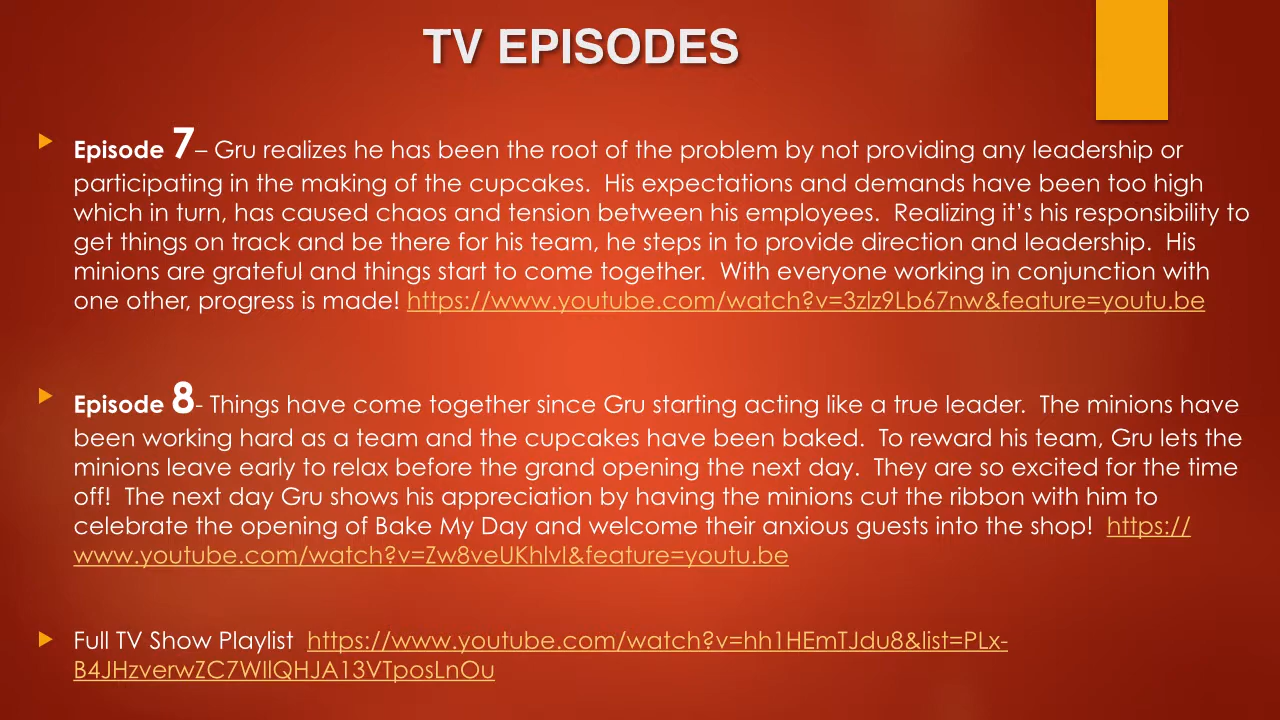 TV EPISODES
Episode 7– Gru realizes he has been the root of the problem by not providing any leadership or
participating in the making of the cupcakes.  His expectations and demands have been too high
which in turn, has caused chaos and tension between his employees.  Realizing it’s his responsibility to
get things on track and be there for his team, he steps in to provide direction and leadership.  His
minions are grateful and things start to come together.  With everyone working in conjunction with
one other, progress is made! https://www.youtube.com/watch?v=3zlz9Lb67nw&feature=youtu.be
Episode 8- Things have come together since Gru starting acting like a true leader.  The minions have
been working hard as a team and the cupcakes have been baked.  To reward his team, Gru lets the
minions leave early to relax before the grand opening the next day.  They are so excited for the time
off!  The next day Gru shows his appreciation by having the minions cut the ribbon with him to
celebrate the opening of Bake My Day and welcome their anxious guests into the shop!  https://
www.youtube.com/watch?v=Zw8veUKhlvI&feature=youtu.be
Full TV Show Playlist  https://www.youtube.com/watch?v=hh1HEmTJdu8&list=PLx-
B4JHzverwZC7WllQHJA13VTposLnOu